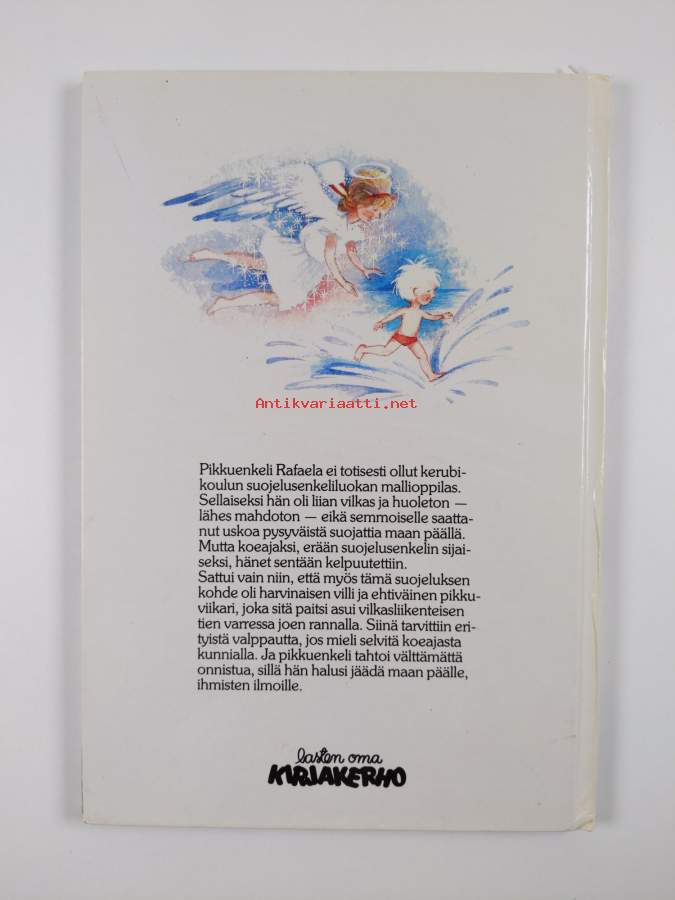 Antikvariaatti.net
Pikkuenkeli Rafaela ei totisesti ollut kerubi-
koulun suojelusenkeliluokan mallioppilas.
Sellaiseksi hän oli liian vilkas ja huoleton —
lähes mahdoton — eikä semmoiselle saatta-
nut uskoa pysyväistä suojattia maan päällä.
Mutta koeajaksi, erään suojelusenkelin sijai-
seksi, hänet sentään kelpuutettiin.
Sattui vain niin, että myös tämä suojeluksen
kohde oli harvinaisen villi ja ehtiväinen pikku-
viikari, joka sitä paitsi asui vilkasliikenteisen
tien varressa joen rannalla. Siinä tarvittiin eri-
tyistä valppautta, jos mieli selvitä koeajasta
kunnialla. Ja pikkuenkeli tahtoi välttämättä
onnistua, sillä hän halusi jäädä maan päälle,
ihmisten ilmoille.
lasten oma
KIRJAKERHO